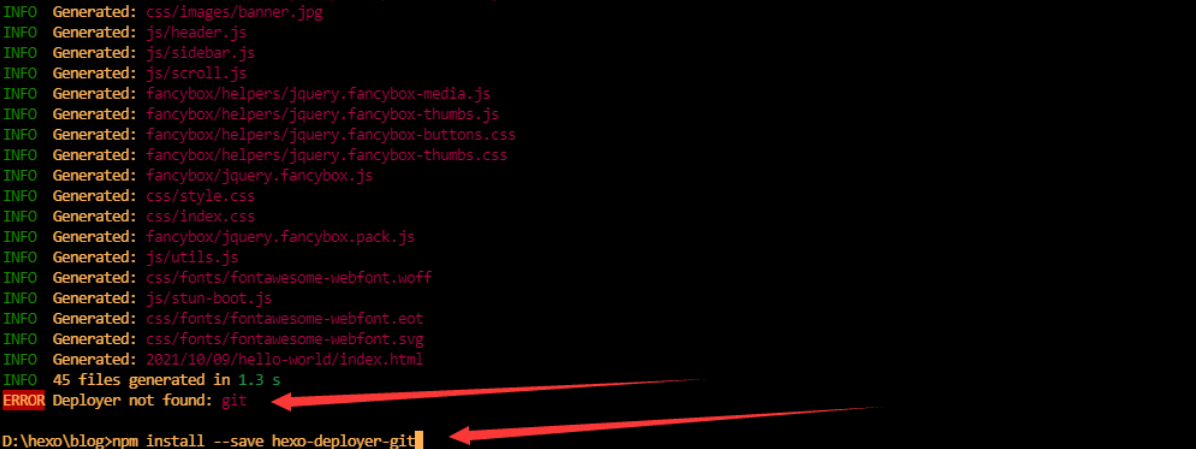 INFO Generated: css/images/banner.jpg
INFO Generated: js/header.js
INFO Generated: js/sidebar.js
INFO Generated: js/scroll.js
INFO Generated: fancybox/helpers/jquery.fancybox-media.js
INFO Generated: fancybox/helpers/jquery.fancybox-thumbs.js
INFO Generated: fancybox/helpers/jquery.fancybox-buttons.css
INFO Generated: fancybox/helpers/jquery.fancybox-thumbs.css
INFO Generated: fancybox/jquery.fancybox.js
INFO Generated: css/style.css
INFO Generated: css/index.css
INFO Generated: fancybox/jquery.fancybox.pack.js
INFO Generated: js/utils.js
INFO Generated: css/fonts/fontawesome-webfont.woff
INFO Generated: js/stun-boot.js
INFO Generated: css/fonts/fontawesome-webfont.eot
INFO Generated: css/fonts/fontawesome-webfont.svg
INFO Generated: 2021/10/09/hello-world/index.html
INFO 45 files generated in 1.3 s
ERROR Deployer not found: git
D:\hexo\blog>npm install --save hexo-deployer-git